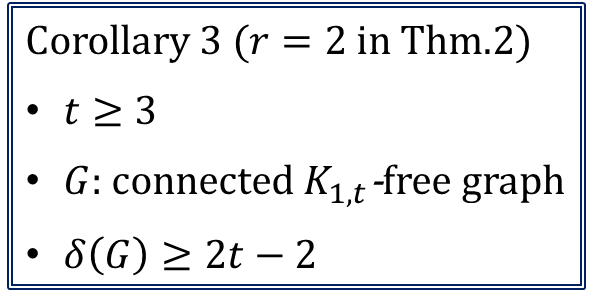 Corollary 3 (r = 2 in Thm.2)
• t ≥ 3
• G: connected K₁,ₜ-free graph
• δ(G) ≥ 2t − 2